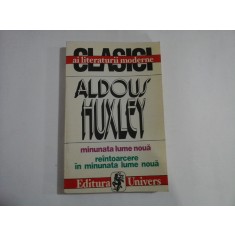 CLASICI
ai literaturii moderne
ALDOUS
HUXLEY
minunata lume nouă
reîntoarcere
în minunata lume nouă
Editura Univers